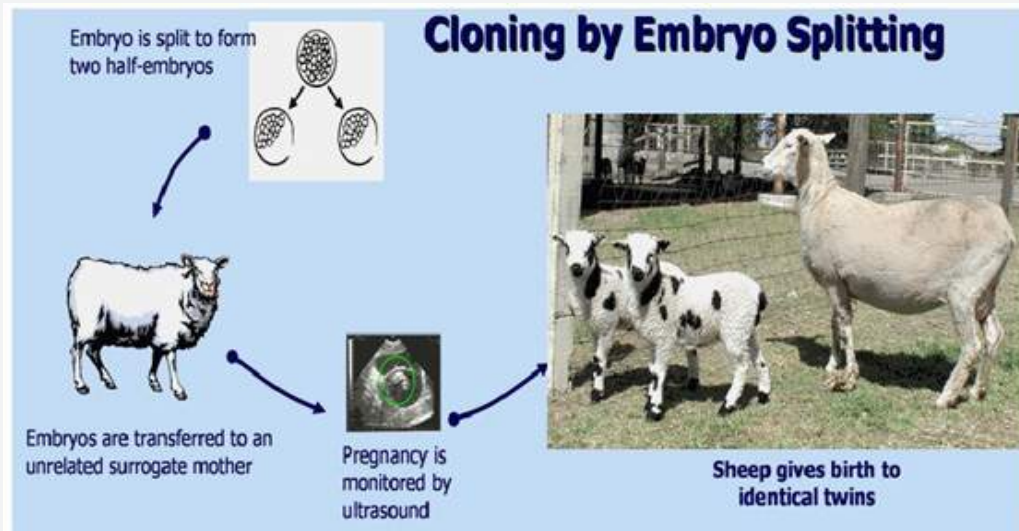 Cloning by Embryo Splitting
Embryo is split to form
two half-embryos
Embryos are transferred to an
unrelated surrogate mother
Pregnancy is
monitored by
ultrasound
Sheep gives birth to
identical twins